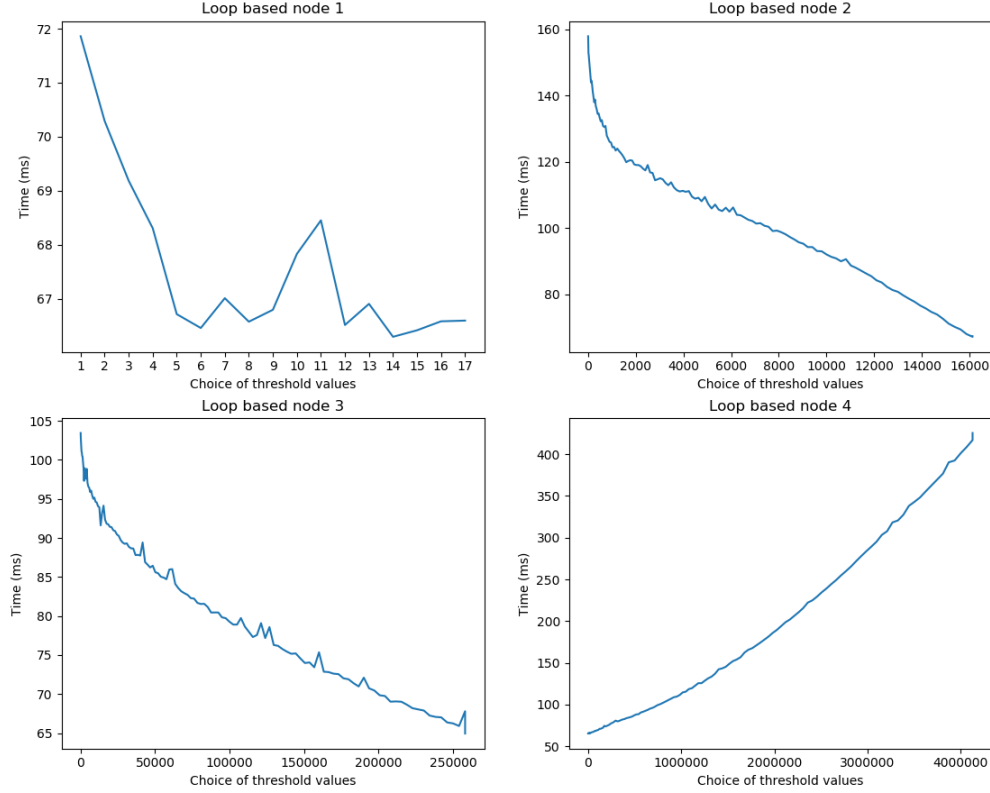 Loop based node 1
72
71
70
69
68
67
Time (ms)
1 2 3 4 5 6 7 8 9 10 11 12 13 14 15 16 17
Choice of threshold values
Loop based node 2
160
140
120
100
80
Time (ms)
0 2000 4000 6000 8000 10000 12000 14000 16000
Choice of threshold values
Loop based node 3
105
100
95
90
85
80
75
70
65
Time (ms)
0 50000 100000 150000 200000 250000
Choice of threshold values
Loop based node 4
400
350
300
250
200
150
100
50
Time (ms)
0 1000000 2000000 3000000 4000000
Choice of threshold values